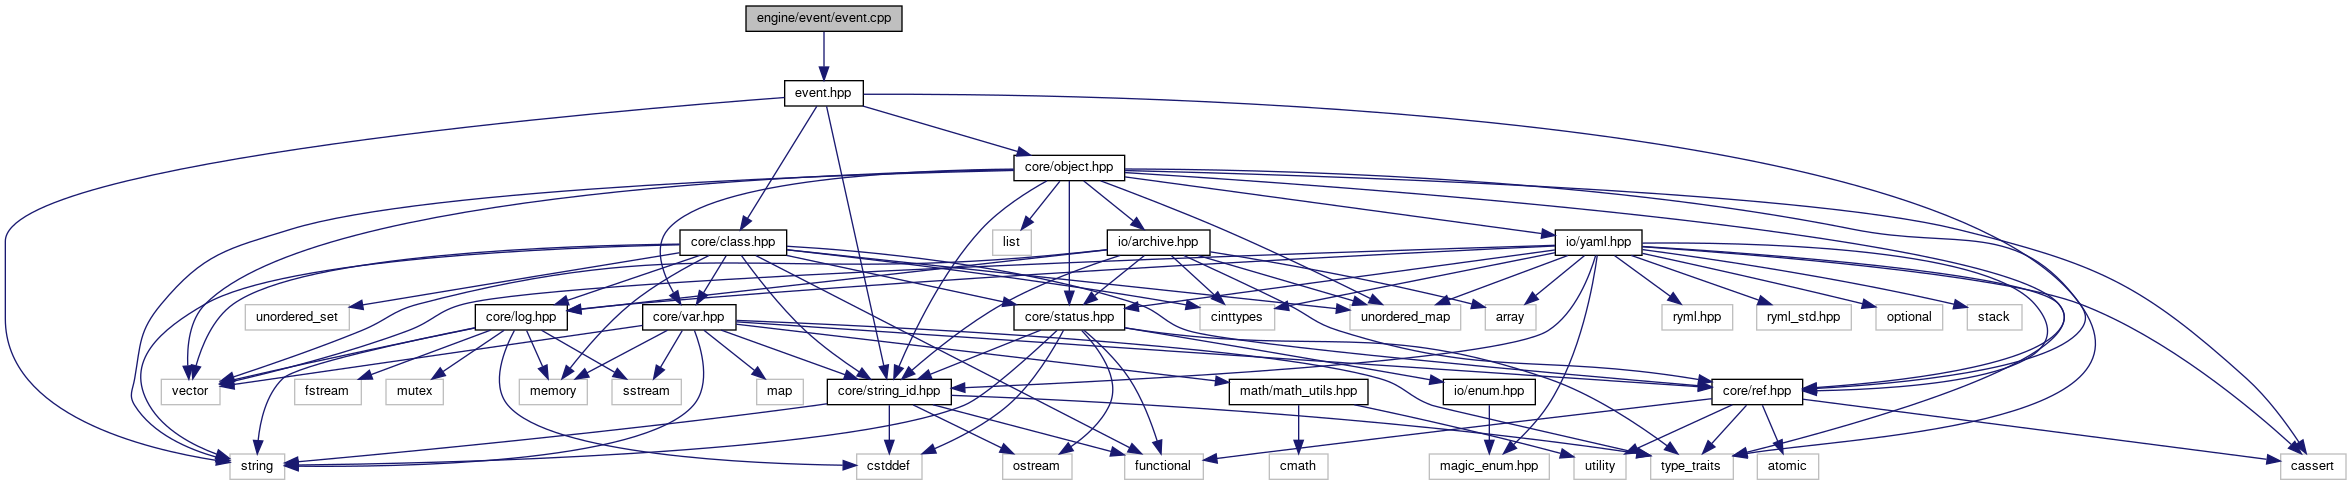 engine/event/event.cpp
event.hpp
core/object.hpp
core/class.hpp
list
io/archive.hpp
io/yaml.hpp
unordered_set
core/log.hpp
core/var.hpp
core/status.hpp
cinttypes
unordered_map
array
ryml.hpp
ryml_std.hpp
optional
stack
vector
fstream
mutex
memory
sstream
map
core/string_id.hpp
math/math_utils.hpp
io/enum.hpp
core/ref.hpp
string
cstddef
ostream
functional
cmath
magic_enum.hpp
utility
type_traits
atomic
cassert